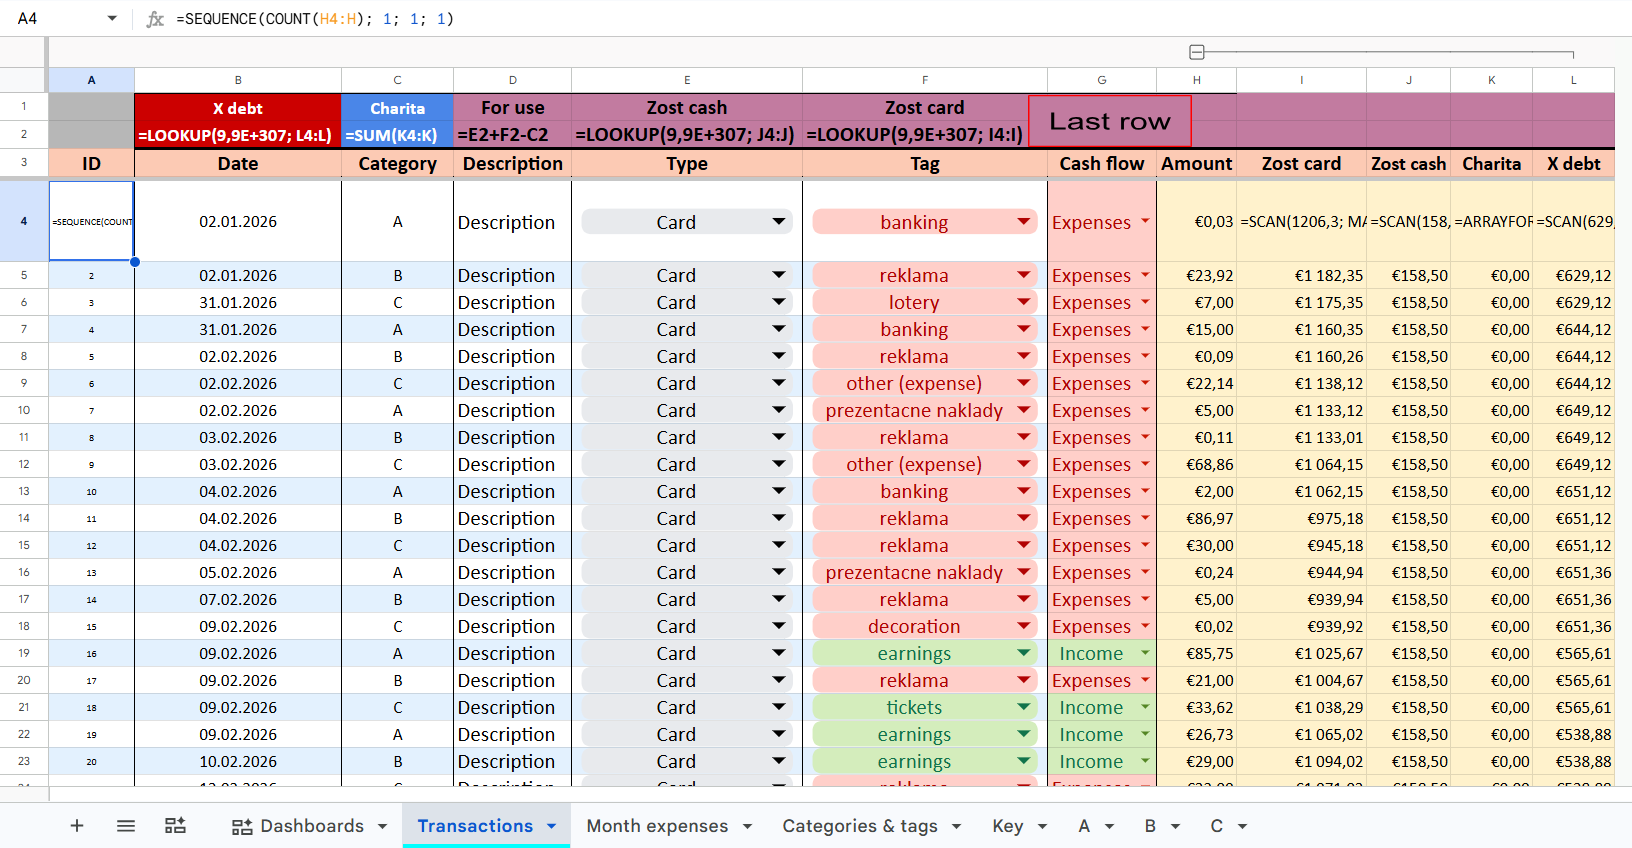 A4 fx =SEQUENCE(COUNT(H4:H); 1; 1; 1)
A B C D E F G H I J K L
1 X debt Charita For use Zost cash Zost card
Last row
2 =LOOKUP(9,9E+307; L4:L) =SUM(K4:K) =E2+F2-C2 =LOOKUP(9,9E+307; J4:J) =LOOKUP(9,9E+307; I4:I)
3 ID Date Category Description Type Tag Cash flow Amount Zost card Zost cash Charita X debt
4 =SEQUENCE(COUNT 02.01.2026 A Description Card banking Expenses €0,03 =SCAN(1206,3; MA =SCAN(158, =ARRAYFOR =SCAN(629,
5 2 02.01.2026 B Description Card reklama Expenses €23,92 €1 182,35 €158,50 €0,00 €629,12
6 3 31.01.2026 C Description Card lotery Expenses €7,00 €1 175,35 €158,50 €0,00 €629,12
7 4 31.01.2026 A Description Card banking Expenses €15,00 €1 160,35 €158,50 €0,00 €644,12
8 5 02.02.2026 B Description Card reklama Expenses €0,09 €1 160,26 €158,50 €0,00 €644,12
9 6 02.02.2026 C Description Card other (expense) Expenses €22,14 €1 138,12 €158,50 €0,00 €644,12
10 7 02.02.2026 A Description Card prezentacne naklady Expenses €5,00 €1 133,12 €158,50 €0,00 €649,12
11 8 03.02.2026 B Description Card reklama Expenses €0,11 €1 133,01 €158,50 €0,00 €649,12
12 9 03.02.2026 C Description Card other (expense) Expenses €68,86 €1 064,15 €158,50 €0,00 €649,12
13 10 04.02.2026 A Description Card banking Expenses €2,00 €1 062,15 €158,50 €0,00 €651,12
14 11 04.02.2026 B Description Card reklama Expenses €86,97 €975,18 €158,50 €0,00 €651,12
15 12 04.02.2026 C Description Card reklama Expenses €30,00 €945,18 €158,50 €0,00 €651,12
16 13 05.02.2026 A Description Card prezentacne naklady Expenses €0,24 €944,94 €158,50 €0,00 €651,36
17 14 07.02.2026 B Description Card reklama Expenses €5,00 €939,94 €158,50 €0,00 €651,36
18 15 09.02.2026 C Description Card decoration Expenses €0,02 €939,92 €158,50 €0,00 €651,36
19 16 09.02.2026 A Description Card earnings Income €85,75 €1 025,67 €158,50 €0,00 €565,61
20 17 09.02.2026 B Description Card reklama Expenses €21,00 €1 004,67 €158,50 €0,00 €565,61
21 18 09.02.2026 C Description Card tickets Income €33,62 €1 038,29 €158,50 €0,00 €565,61
22 19 09.02.2026 A Description Card earnings Income €26,73 €1 065,02 €158,50 €0,00 €538,88
23 20 10.02.2026 B Description Card earnings Income €29,00 €1 094,02 €158,50 €0,00 €538,88
Dashboards Transactions Month expenses Categories & tags Key A B C